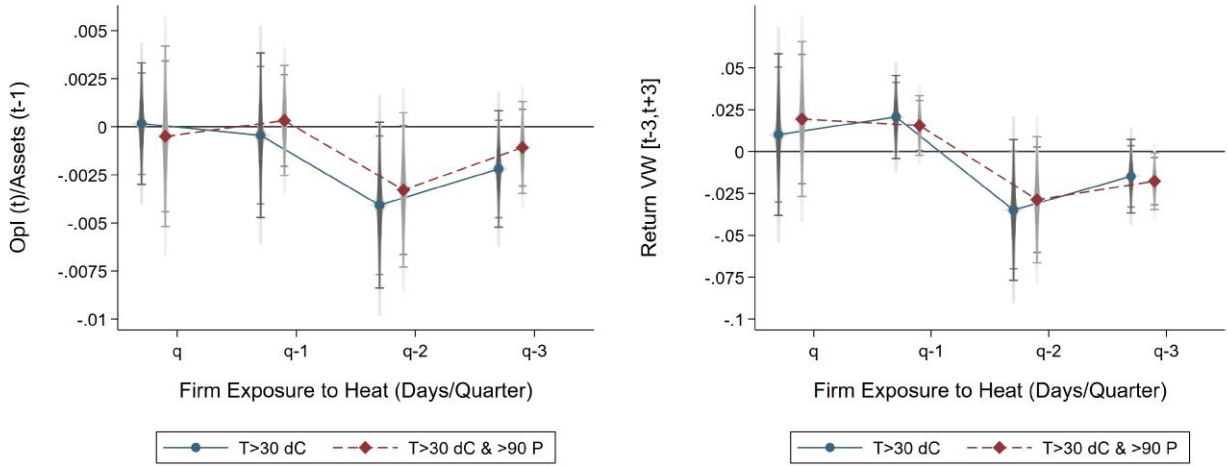 OpI (t)/Assets (t-1)
.005
.0025
0
-.0025
-.005
-.0075
-.01
q
q-1
q-2
q-3
Firm Exposure to Heat (Days/Quarter)
T>30 dC
T>30 dC & >90 P
Return VW [t-3,t+3]
.05
.025
0
-.025
-.05
-.075
-.1
q
q-1
q-2
q-3
Firm Exposure to Heat (Days/Quarter)
T>30 dC
T>30 dC & >90 P